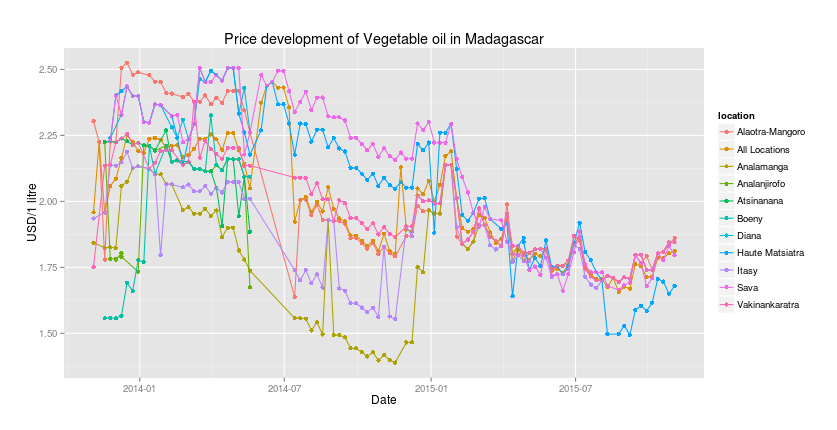 Price development of Vegetable oil in Madagascar
USD/1 litre
2.50
2.25
2.00
1.75
1.50
2014-01
2014-07
2015-01
2015-07
Date
location
Alaotra-Mangoro
All Locations
Analamanga
Analanjirofo
Atsinanana
Boeny
Diana
Haute Matsiatra
Itasy
Sava
Vakinankaratra